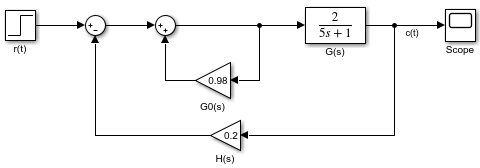 2
5s + 1
r(t)
G(s)
c(t)
Scope
0.98
G0(s)
0.2
H(s)